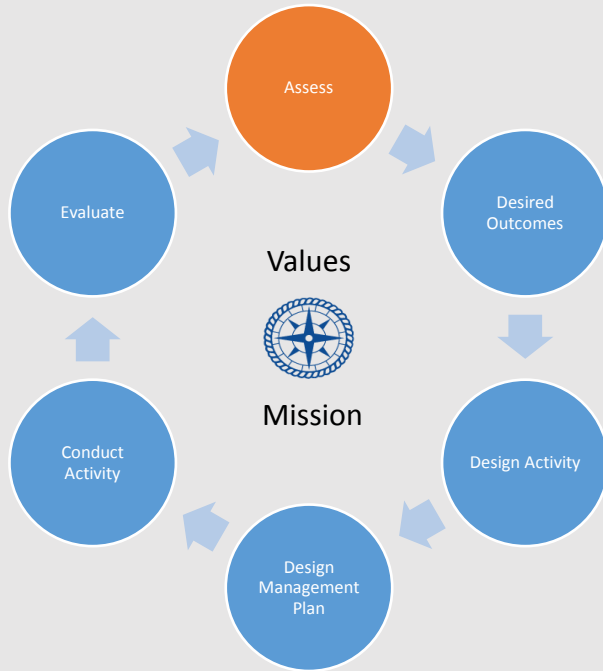 Assess
Desired
Outcomes
Design Activity
Design
Management
Plan
Conduct
Activity
Evaluate
Values
Mission